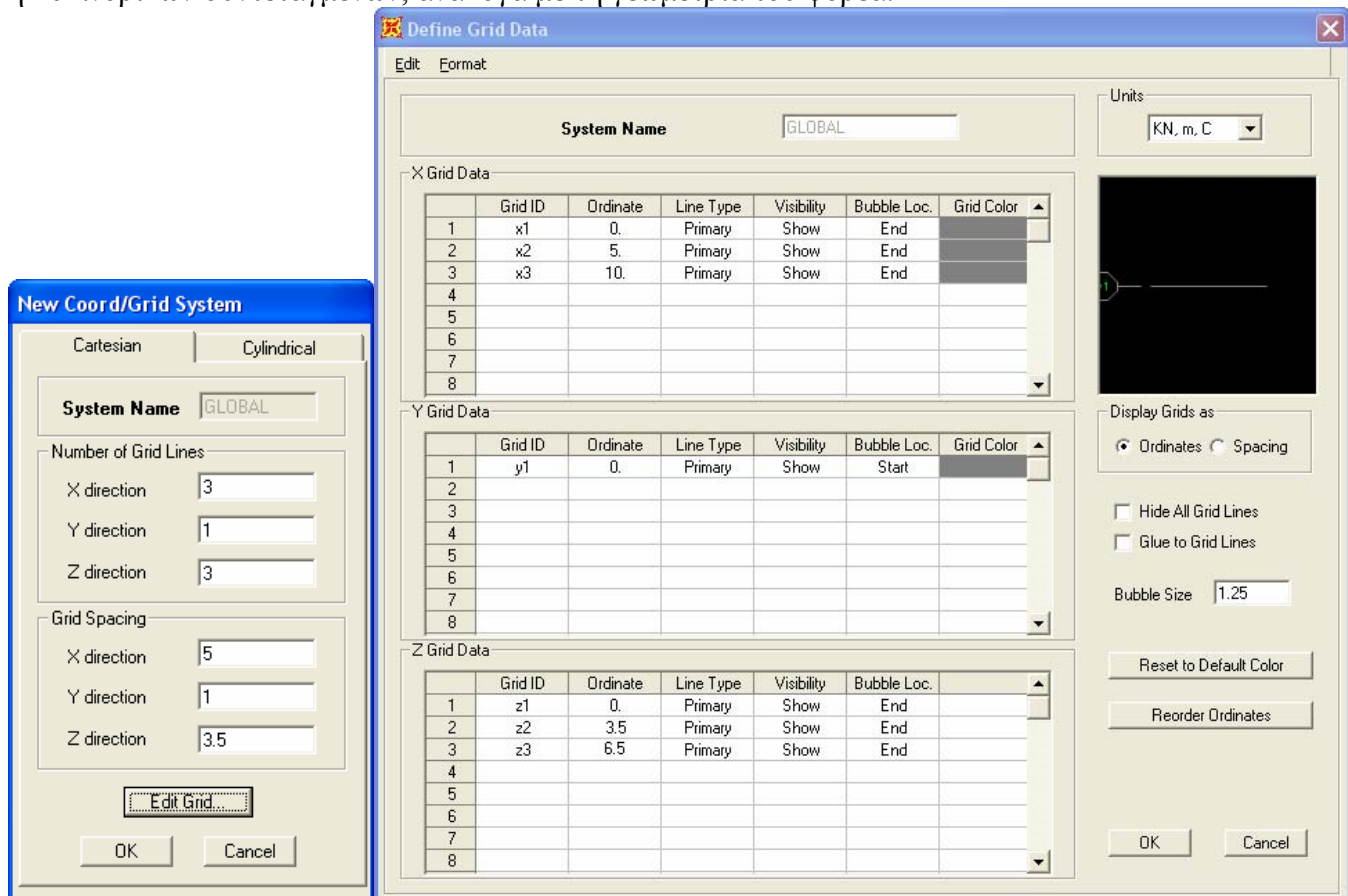 Define Grid Data
Edit Format
System Name GLOBAL
Units
KN, m, C
X Grid Data
Grid ID Ordinate Line Type Visibility Bubble Loc. Grid Color
1 x1 0. Primary Show End
2 x2 5. Primary Show End
3 x3 10. Primary Show End
4
5
6
7
8
Y Grid Data
Grid ID Ordinate Line Type Visibility Bubble Loc. Grid Color
1 y1 0. Primary Show Start
2
3
4
5
6
7
8
Z Grid Data
Grid ID Ordinate Line Type Visibility Bubble Loc.
1 z1 0. Primary Show End
2 z2 3.5 Primary Show End
3 z3 6.5 Primary Show End
4
5
6
7
8
Display Grids as
Ordinates Spacing
Hide All Grid Lines
Glue to Grid Lines
Bubble Size 1.25
Reset to Default Color
Reorder Ordinates
OK Cancel
New Coord/Grid System
Cartesian Cylindrical
System Name GLOBAL
Number of Grid Lines
X direction 3
Y direction 1
Z direction 3
Grid Spacing
X direction 5
Y direction 1
Z direction 3.5
Edit Grid...
OK Cancel